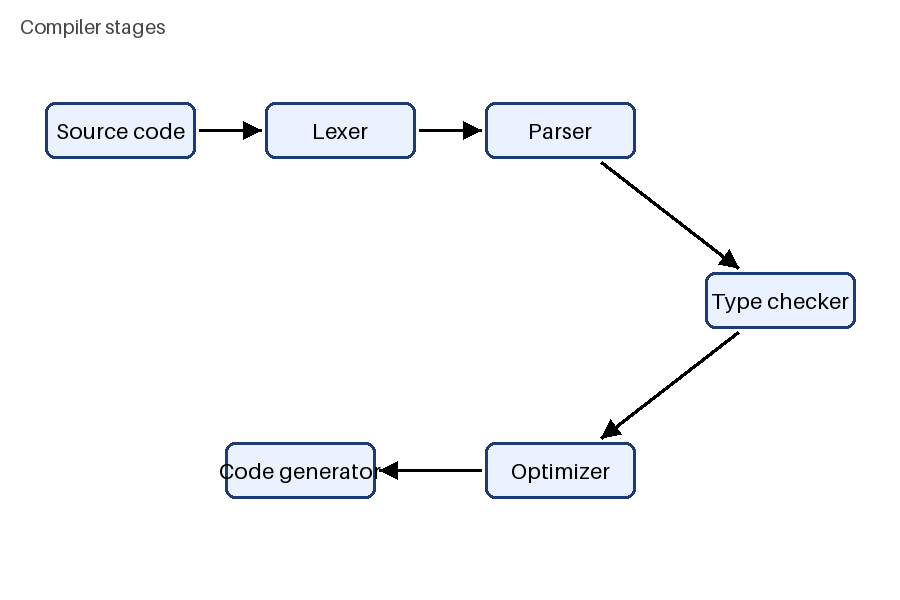 Compiler stages
Source code
Lexer
Parser
Type checker
Optimizer
Code generator